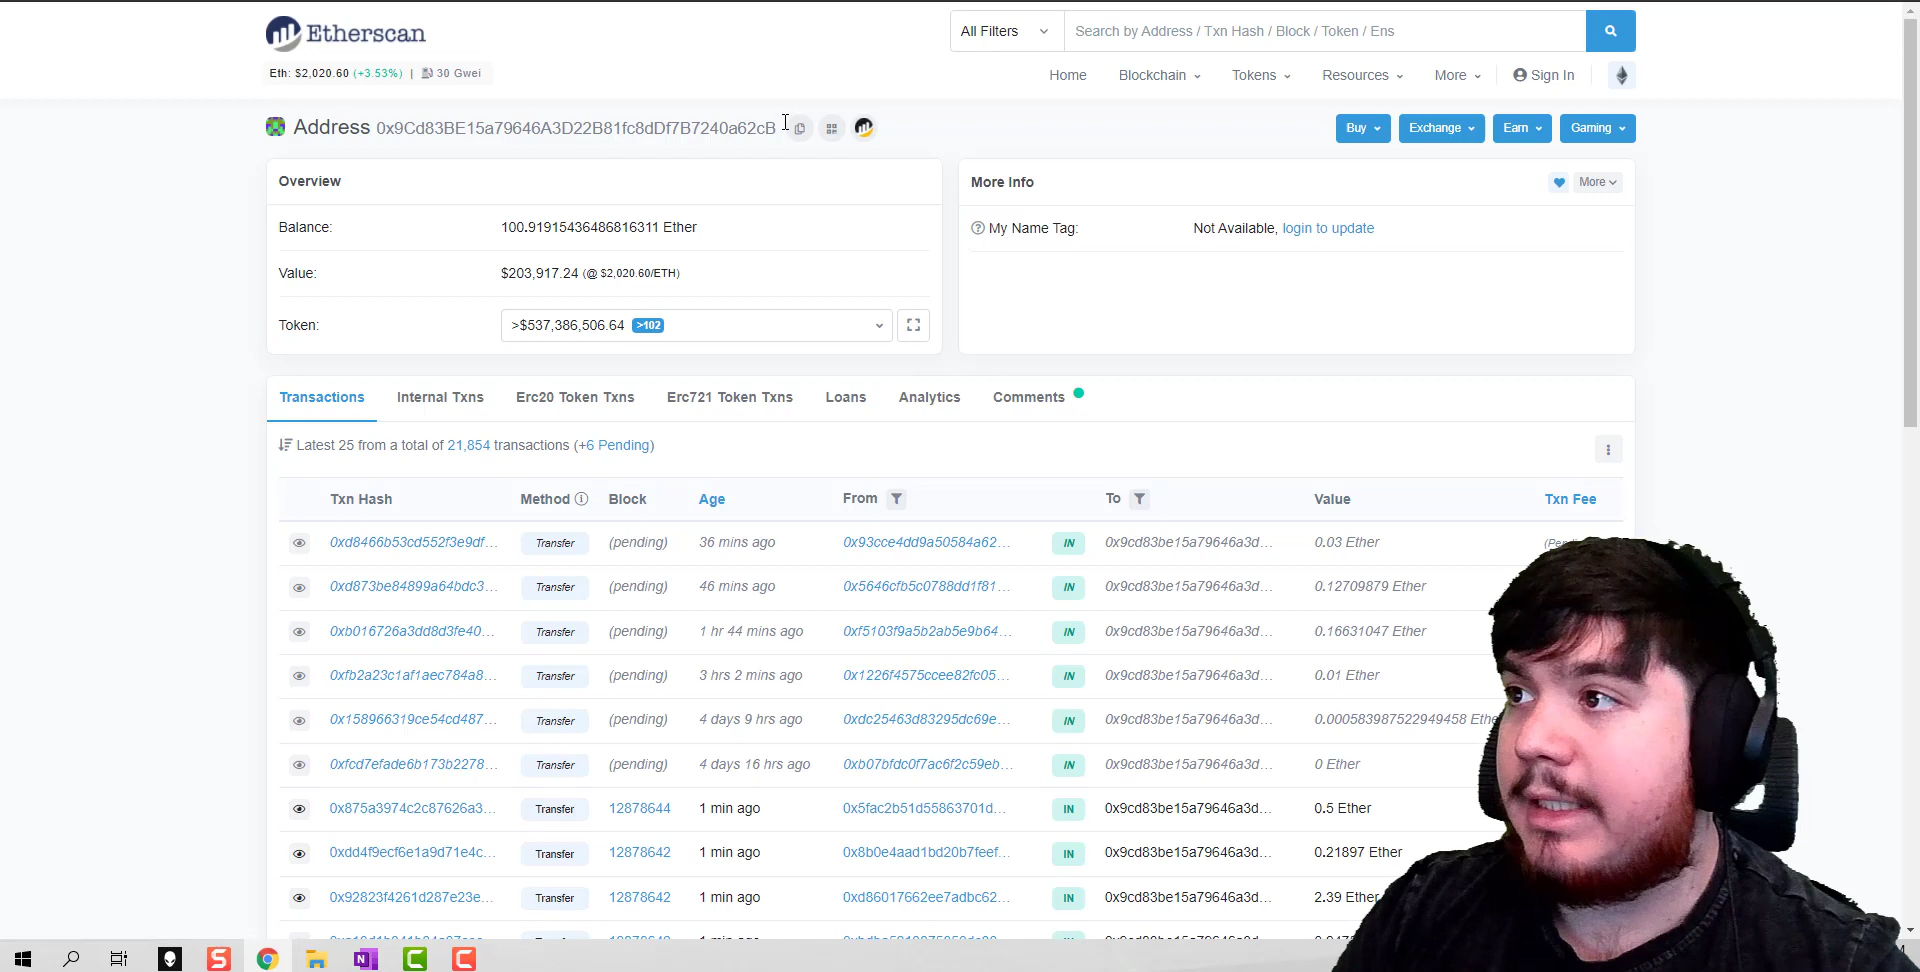 Etherscan
All Filters
Search by Address / Txn Hash / Block / Token / Ens
Eth: $2,020.60 (+3.53%) | 30 Gwei
Home Blockchain Tokens Resources More Sign In
Address 0x9Cd83BE15a79646A3D22B81fc8dDf7B7240a62cB
Buy Exchange Earn Gaming
Overview
Balance: 100.91915436486816311 Ether
Value: $203,917.24 (@ $2,020.60/ETH)
Token: >$537,386,506.64 >102
More Info More
My Name Tag: Not Available, login to update
Transactions Internal Txns Erc20 Token Txns Erc721 Token Txns Loans Analytics Comments
Latest 25 from a total of 21,854 transactions (+6 Pending)
Txn Hash Method Block Age From To Value Txn Fee
0xd8466b53cd552f3e9df... Transfer (pending) 36 mins ago 0x93cce4dd9a50584a62... IN 0x9cd83be15a79646a3d... 0.03 Ether
0xd873be84899a64bdc3... Transfer (pending) 46 mins ago 0x5646cfb5c0788dd1f81... IN 0x9cd83be15a79646a3d... 0.12709879 Ether
0xb016726a3dd8d3fe40... Transfer (pending) 1 hr 44 mins ago 0xf5103f9a5b2ab5e9b64... IN 0x9cd83be15a79646a3d... 0.16631047 Ether
0xfb2a23c1af1aec784a8... Transfer (pending) 3 hrs 2 mins ago 0x1226f4575ccee82fc05... IN 0x9cd83be15a79646a3d... 0.01 Ether
0x158966319ce54cd487... Transfer (pending) 4 days 9 hrs ago 0xdc25463d83295dc69e... IN 0x9cd83be15a79646a3d... 0.000583987522949458 Ethe
0xfcd7efade6b173b2278... Transfer (pending) 4 days 16 hrs ago 0xb07bfdc0f7ac6f2c59eb... IN 0x9cd83be15a79646a3d... 0 Ether
0x875a3974c2c87626a3... Transfer 12878644 1 min ago 0x5fac2b51d55863701d... IN 0x9cd83be15a79646a3d... 0.5 Ether
0xdd4f9ecf6e1a9d71e4c... Transfer 12878642 1 min ago 0x8b0e4aad1bd20b7feef... IN 0x9cd83be15a79646a3d... 0.21897 Ether
0x92823f4261d287e23e... Transfer 12878642 1 min ago 0xd86017662ee7adbc62... IN 0x9cd83be15a79646a3d... 2.39 Ether